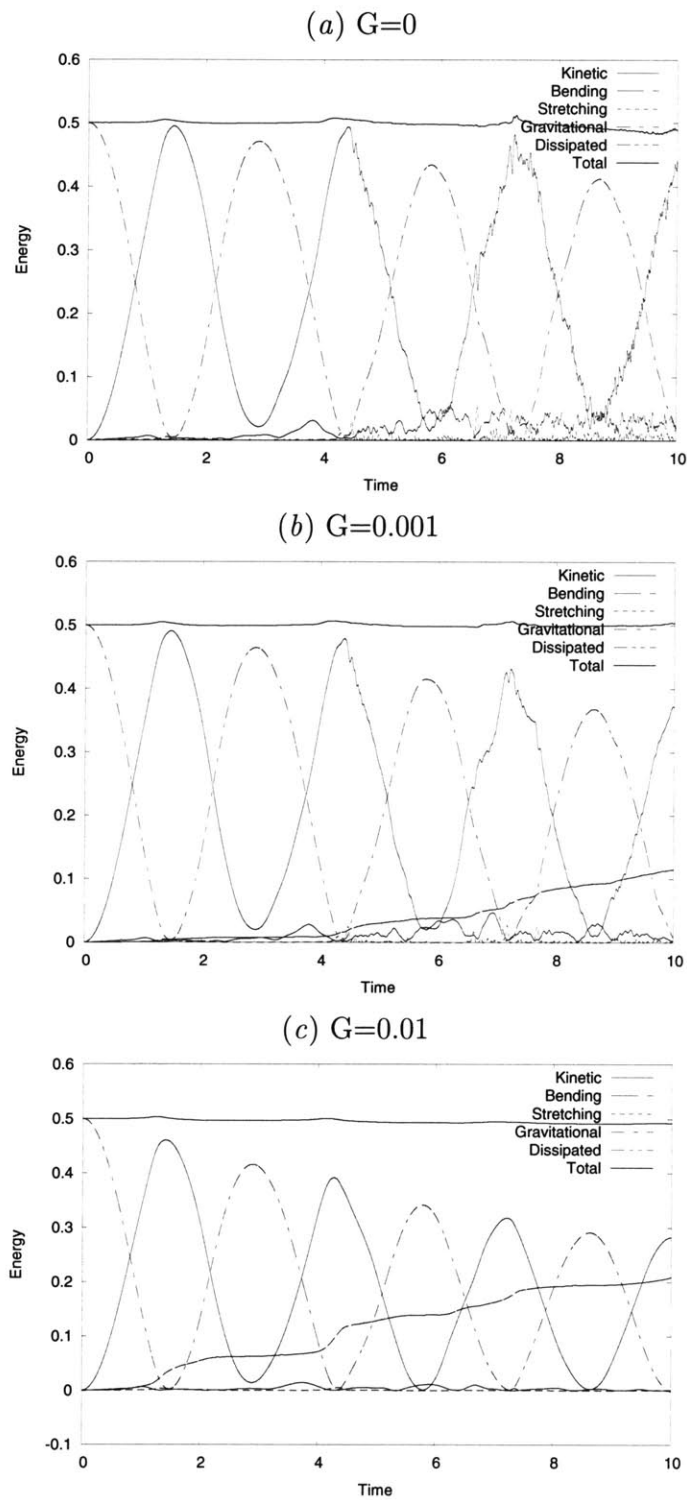 (a) G=0
0.6
Kinetic
Bending
Stretching
0.5
Gravitational
Dissipated
Total
0.4
Energy
0.3
0.2
0.1
0
0 2 4 6 8 10
Time
(b) G=0.001
0.6
Kinetic
Bending
Stretching
0.5
Gravitational
Dissipated
Total
0.4
Energy
0.3
0.2
0.1
0
0 2 4 6 8 10
Time
(c) G=0.01
0.6
Kinetic
Bending
Stretching
0.5
Gravitational
Dissipated
Total
0.4
Energy
0.3
0.2
0.1
0
-0.1
0 2 4 6 8 10
Time